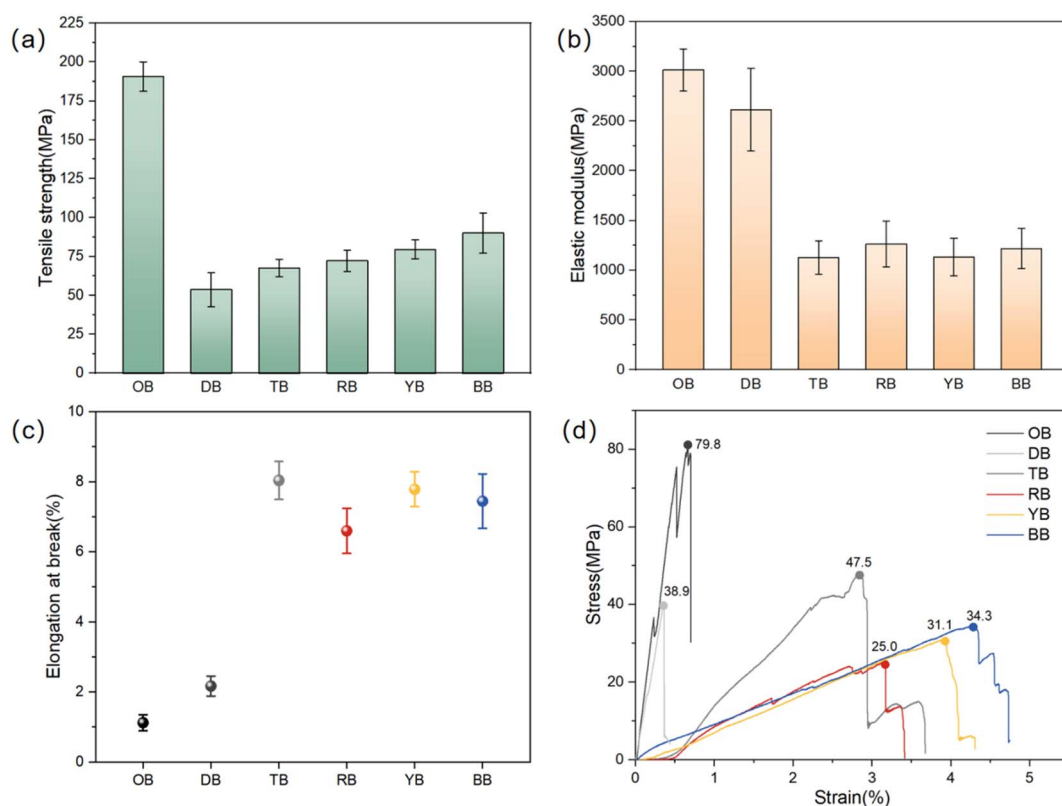 (a)
Tensile strength(MPa)
225
200
175
150
125
100
75
50
25
0
OB DB TB RB YB BB
(b)
Elastic modulus(MPa)
3500
3000
2500
2000
1500
1000
500
0
OB DB TB RB YB BB
(c)
Elongation at break(%)
10
8
6
4
2
0
OB DB TB RB YB BB
(d)
Stress(MPa)
80
60
40
20
0
79.8
38.9
47.5
25.0
31.1
34.3
OB
DB
TB
RB
YB
BB
0 1 2 3 4 5
Strain(%)